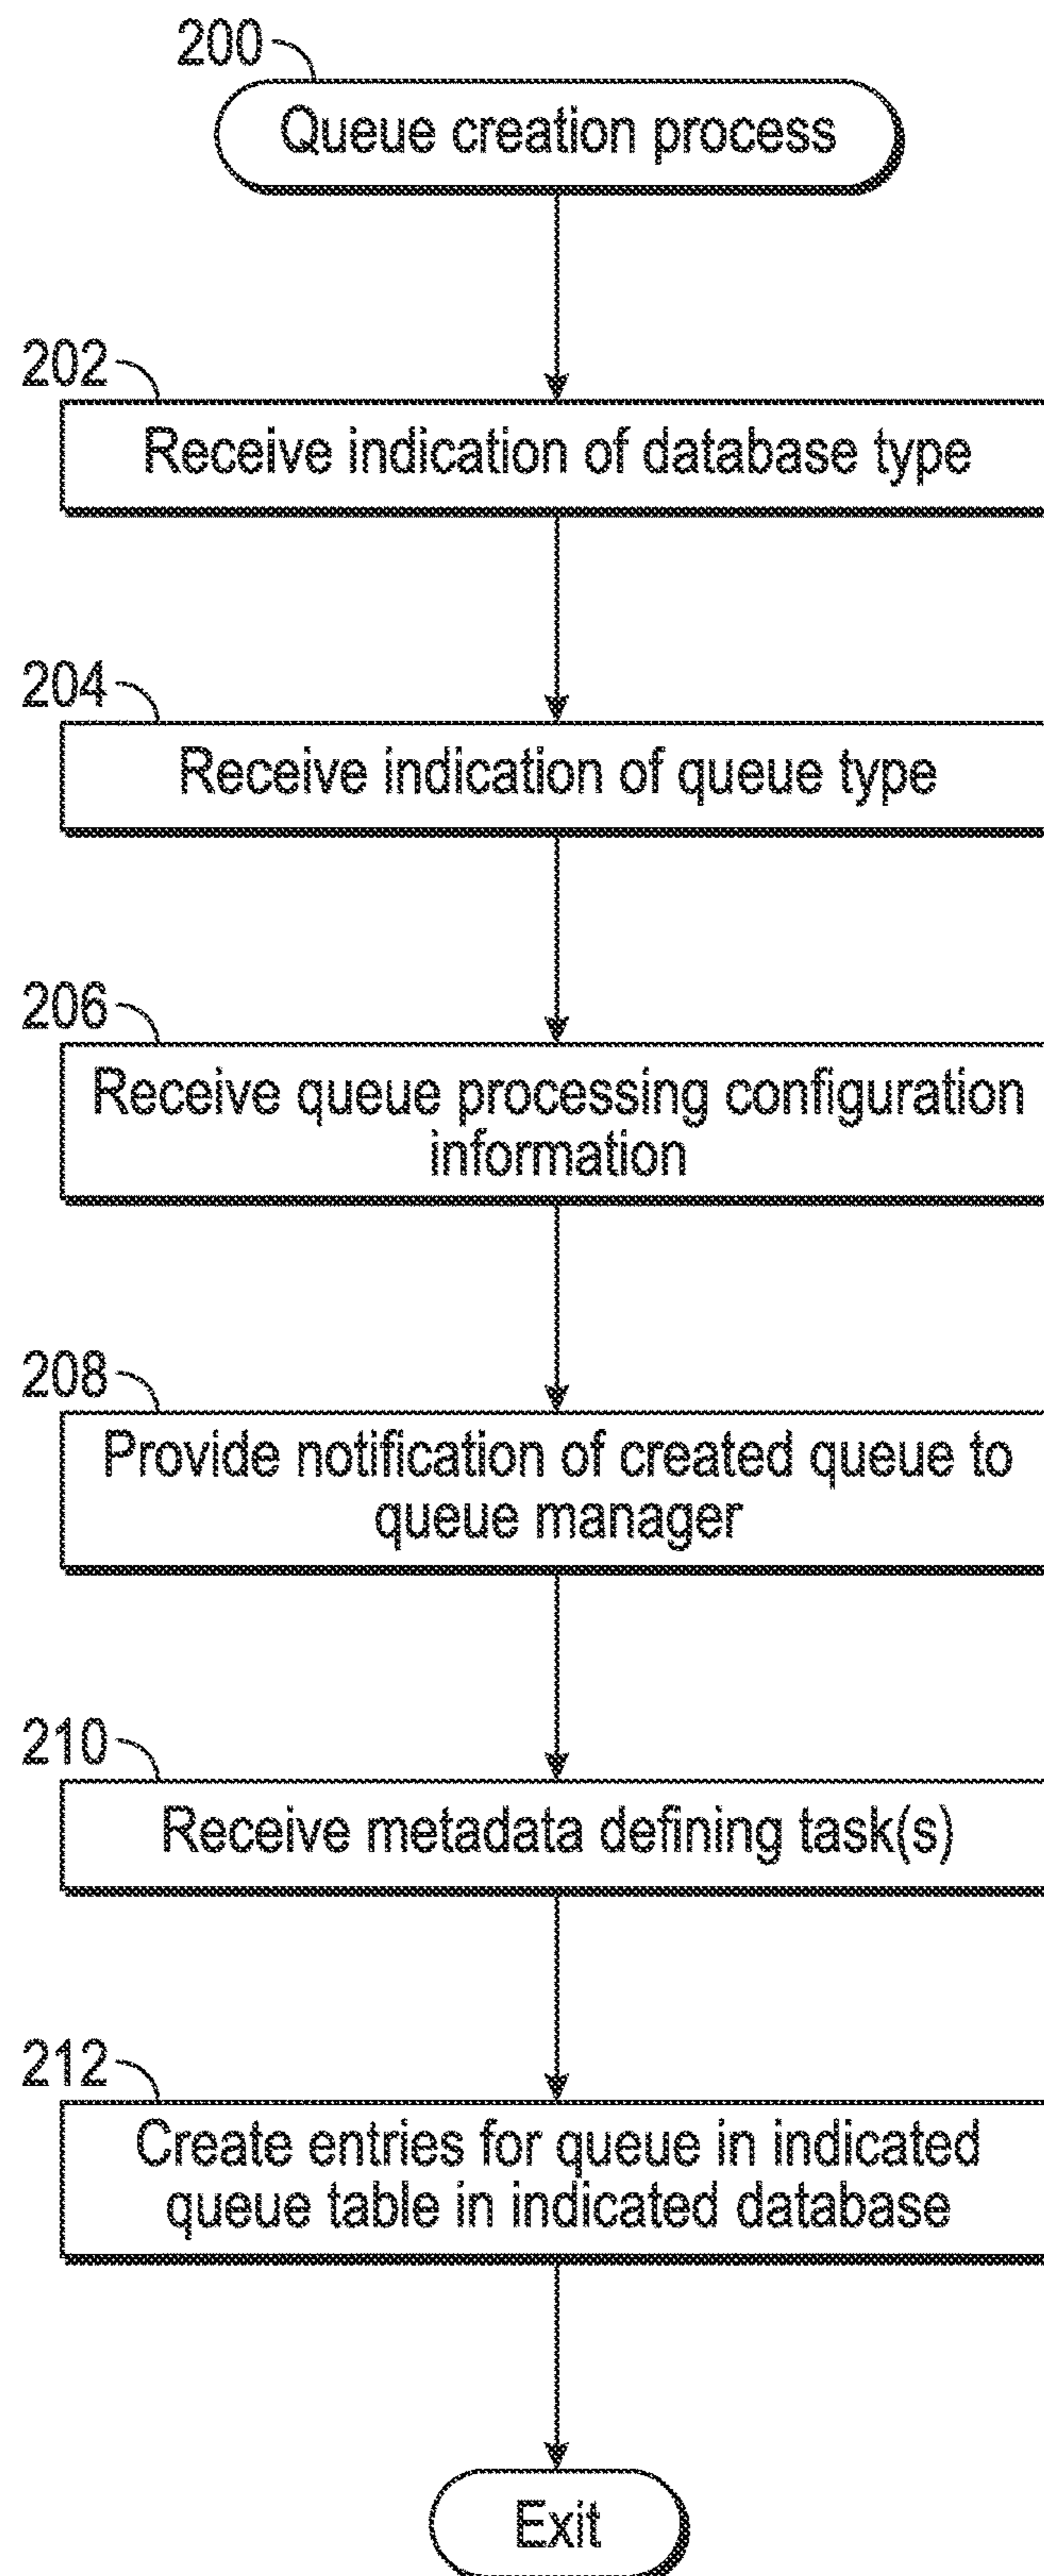 200
Queue creation process
202
Receive indication of database type
204
Receive indication of queue type
206
Receive queue processing configuration
information
208
Provide notification of created queue to
queue manager
210
Receive metadata defining task(s)
212
Create entries for queue in indicated
queue table in indicated database
Exit